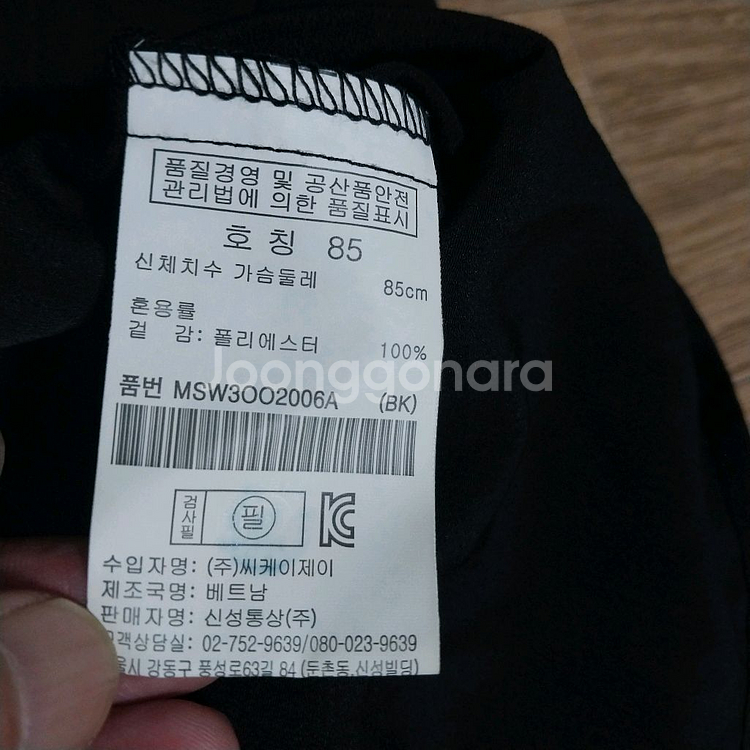 품질경영 및 공산품안전
관리법에 의한 품질표시
호 칭 85
신체치수 가슴둘레 85cm
혼용률
겉 감: 폴리에스터 100%
Joonggonara
품번 MSW3OO2006A (BK)
검사필 필
수입자명: (주)씨케이제이
제조국명: 베트남
판매자명: 신성통상(주)
고객상담실: 02-752-9639/080-023-9639
강동구 풍성로63길 84 (둔촌동,신성빌딩)